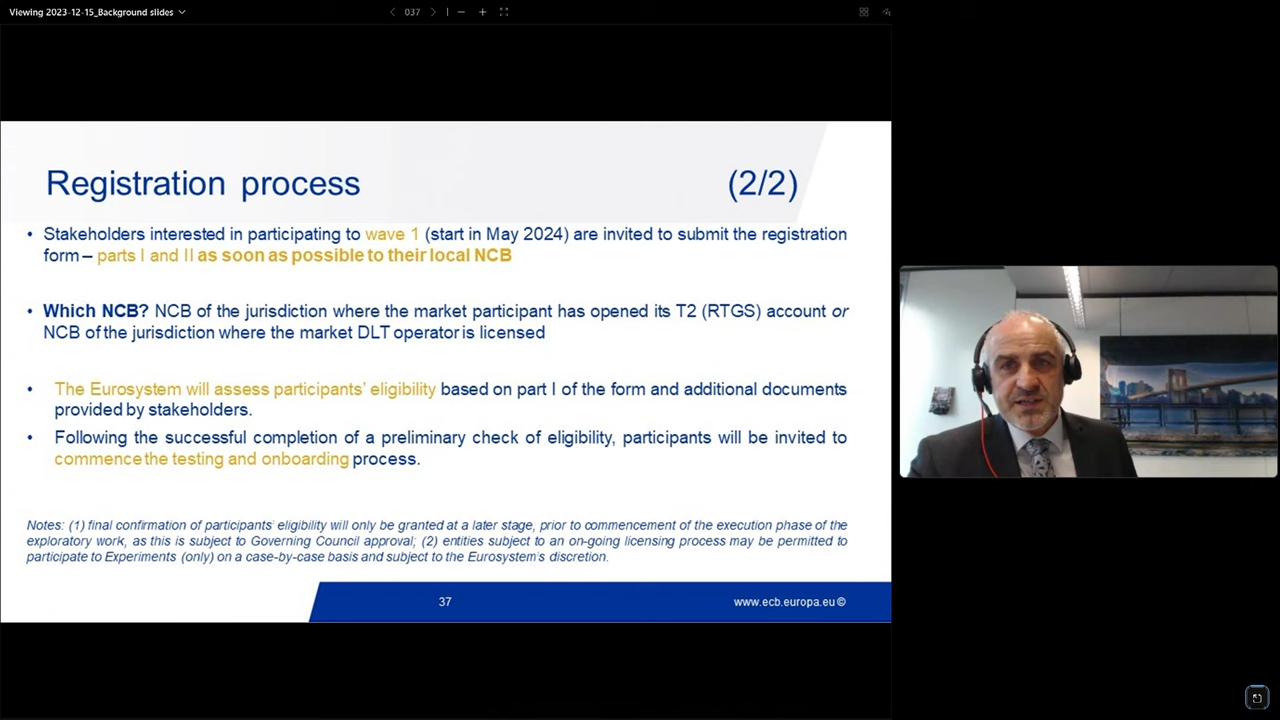 Viewing 2023-12-15_Background slides
037
Registration process (2/2)
• Stakeholders interested in participating to wave 1 (start in May 2024) are invited to submit the registration
form – parts I and II as soon as possible to their local NCB
• Which NCB? NCB of the jurisdiction where the market participant has opened its T2 (RTGS) account or
NCB of the jurisdiction where the market DLT operator is licensed
• The Eurosystem will assess participants' eligibility based on part I of the form and additional documents
provided by stakeholders.
• Following the successful completion of a preliminary check of eligibility, participants will be invited to
commence the testing and onboarding process.
Notes: (1) final confirmation of participants' eligibility will only be granted at a later stage, prior to commencement of the execution phase of the
exploratory work, as this is subject to Governing Council approval; (2) entities subject to an on-going licensing process may be permitted to
participate to Experiments (only) on a case-by-case basis and subject to the Eurosystem's discretion.
37
www.ecb.europa.eu ©